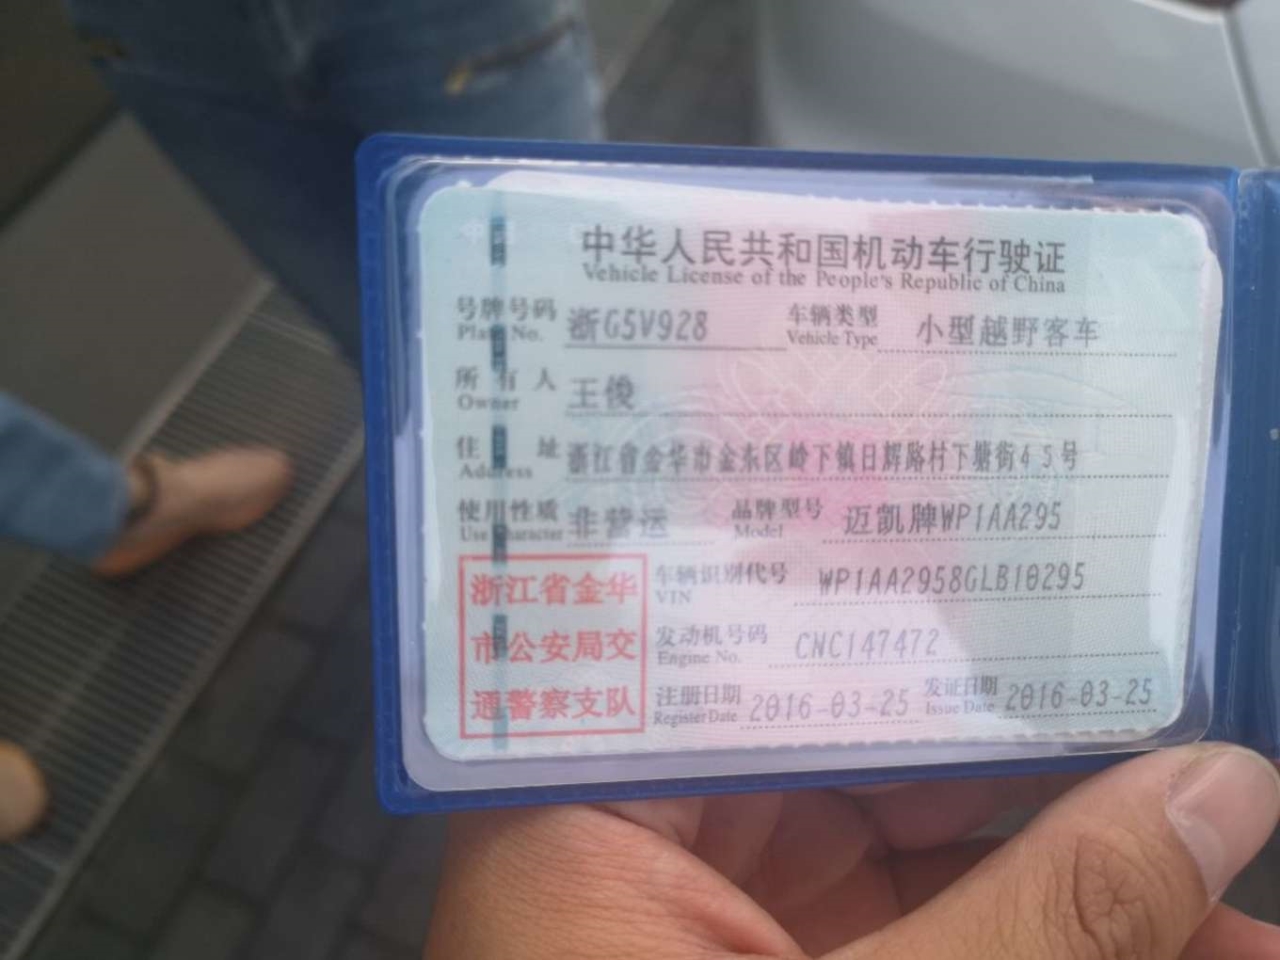 中华人民共和国机动车行驶证
Vehicle License of the People's Republic of China
号牌号码 浙G5V928 车辆类型 小型越野客车
Plate No. Vehicle Type
所有人 王俊
Owner
住址 浙江省金华市金东区岭下镇日辉路村下塘街45号
Address
使用性质 非营运 品牌型号 迈凯牌WP1AA295
Use Character Model
浙江省金华 车辆识别代号 WP1AA2958GLB10295
VIN
市公安局交 发动机号码 CNC147472
Engine No.
通警察支队 注册日期 2016-03-25 发证日期 2016-03-25
Register Date Issue Date